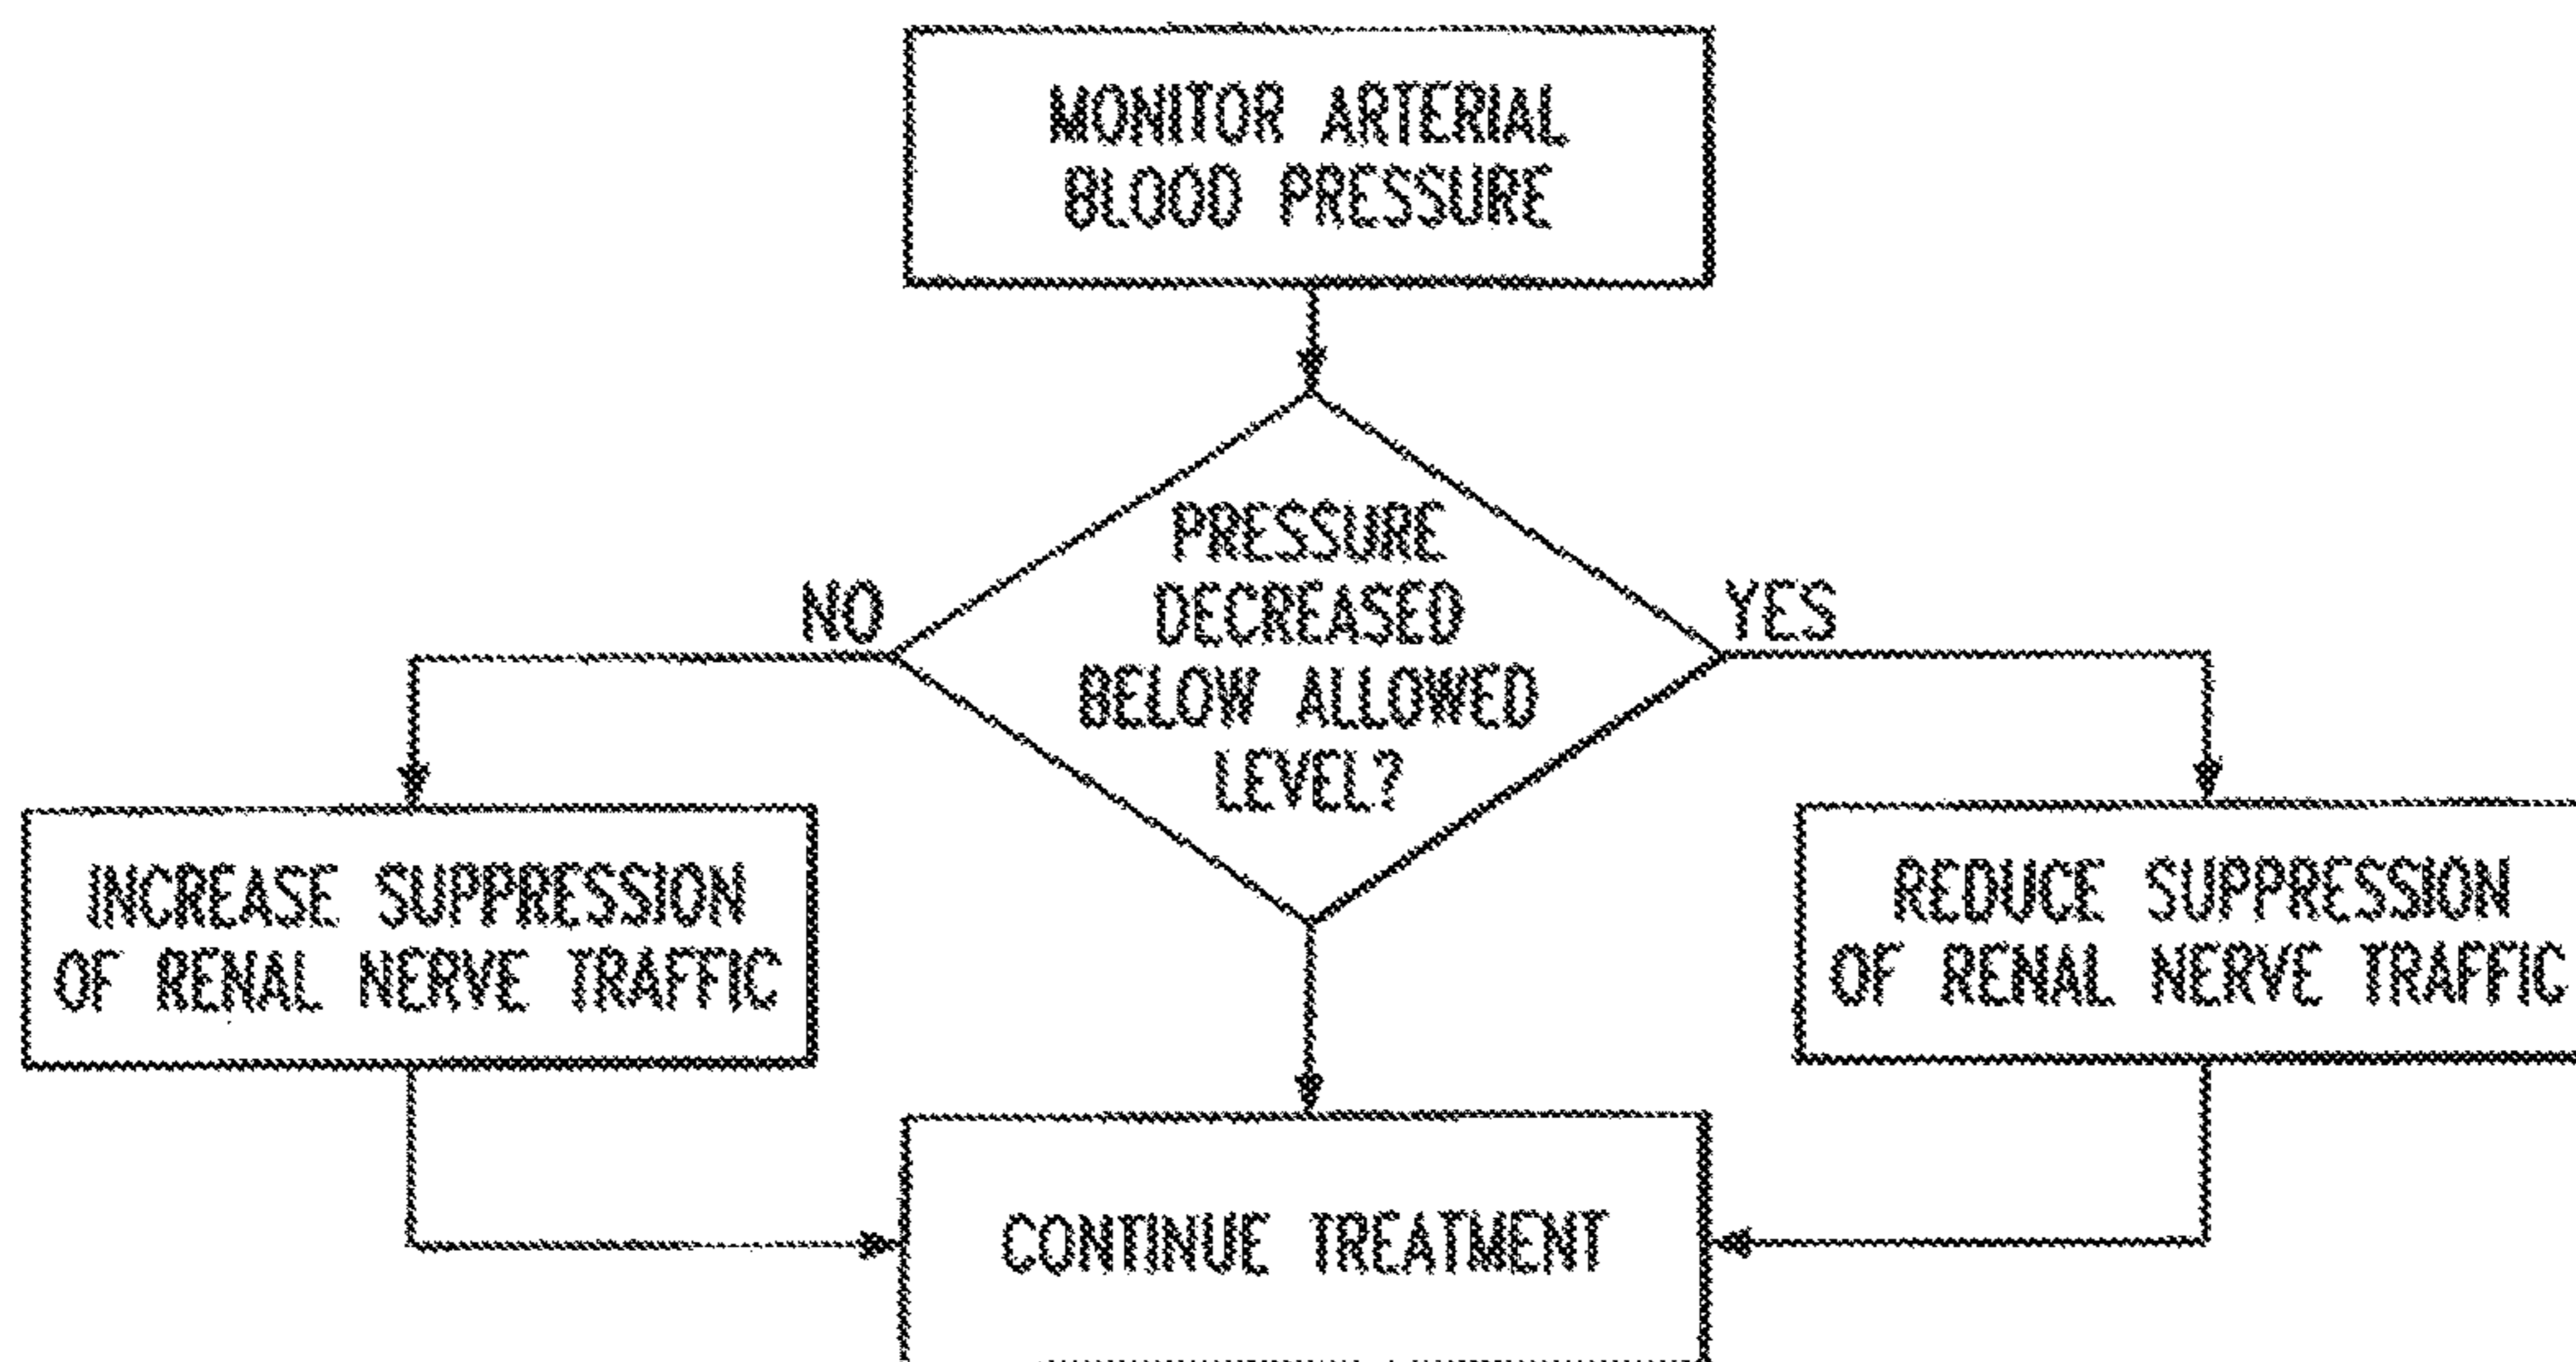 MONITOR ARTERIAL
BLOOD PRESSURE
PRESSURE
DECREASED
BELOW ALLOWED
LEVEL?
NO
YES
INCREASE SUPPRESSION
OF RENAL NERVE TRAFFIC
REDUCE SUPPRESSION
OF RENAL NERVE TRAFFIC
CONTINUE TREATMENT